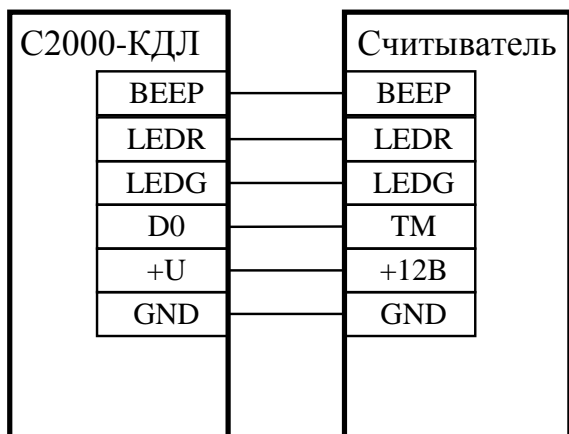 С2000-КДЛ Считыватель
BEEP BEEP
LEDR LEDR
LEDG LEDG
D0 TM
+U +12В
GND GND